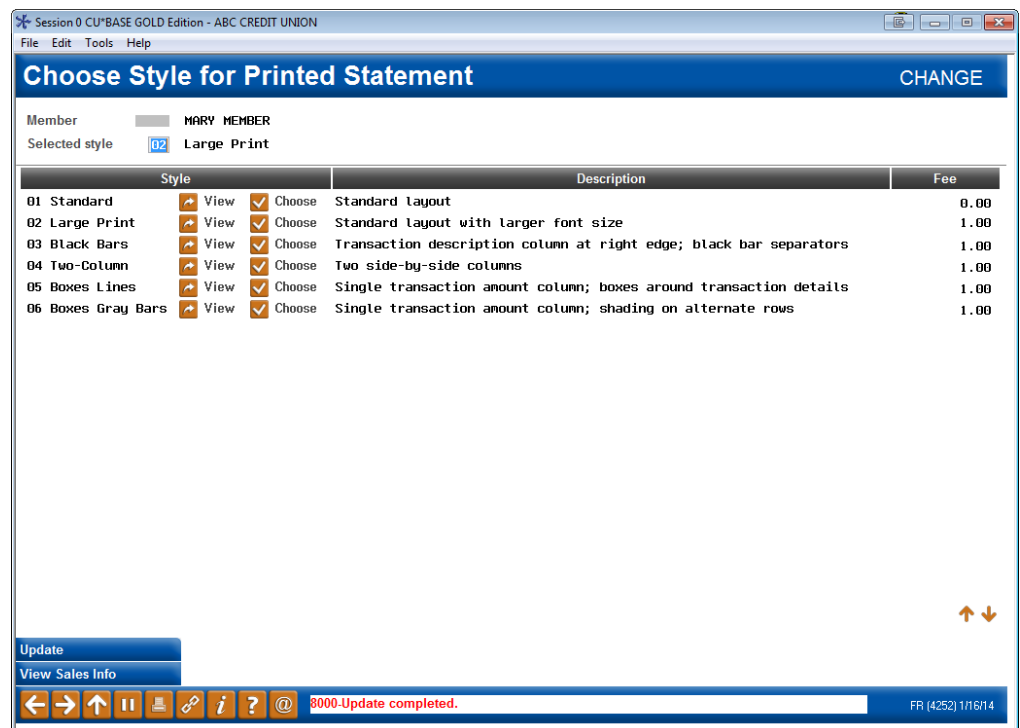 Session 0 CU*BASE GOLD Edition - ABC CREDIT UNION
File Edit Tools Help
Choose Style for Printed Statement CHANGE
Member MARY MEMBER
Selected style 02 Large Print
Style Description Fee
01 Standard View Choose Standard layout 0.00
02 Large Print View Choose Standard layout with larger font size 1.00
03 Black Bars View Choose Transaction description column at right edge; black bar separators 1.00
04 Two-Column View Choose Two side-by-side columns 1.00
05 Boxes Lines View Choose Single transaction amount column; boxes around transaction details 1.00
06 Boxes Gray Bars View Choose Single transaction amount column; shading on alternate rows 1.00
Update
View Sales Info
i ? @ 8000-Update completed. FR (4252) 1/16/14